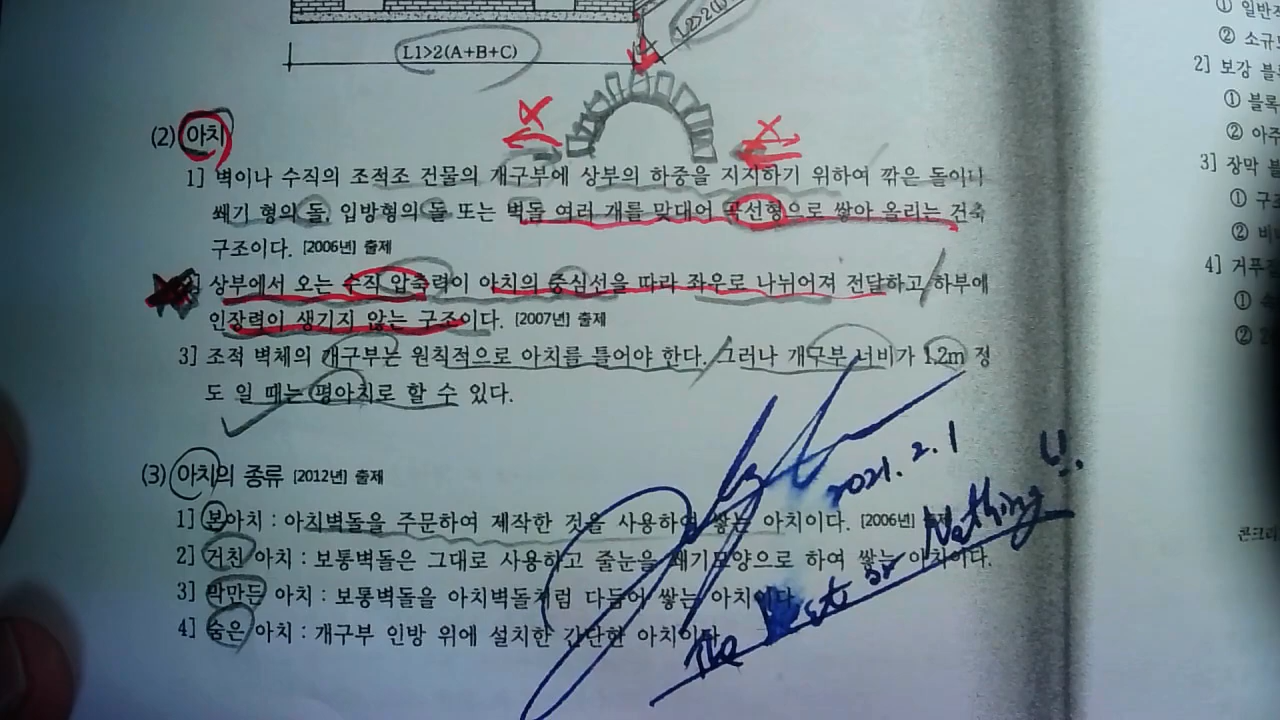 L1>2(A+B+C)
L2>2(
(2) 아치
1] 벽이나 수직의 조적조 건물의 개구부에 상부의 하중을 지지하기 위하여 깎은 돌이나
쐐기 형의 돌, 입방형의 돌 또는 벽돌 여러 개를 맞대어 곡선형으로 쌓아 올리는 건축
구조이다. [2006년] 출제
상부에서 오는 수직 압축력이 아치의 중심선을 따라 좌우로 나뉘어져 전달하고 하부에
인장력이 생기지 않는 구조이다. [2007년] 출제
3] 조적 벽체의 개구부는 원칙적으로 아치를 틀어야 한다. 그러나 개구부 너비가 1.2m 정
도 일 때는 평아치로 할 수 있다.
(3) 아치의 종류 [2012년] 출제
1] 본아치 : 아치벽돌을 주문하여 제작한 것을 사용하여 쌓는 아치이다. [2006년]
2] 거친 아치 : 보통벽돌은 그대로 사용하고 줄눈을 쐐기모양으로 하여 쌓는 아치이다.
3] 막만든 아치 : 보통벽돌을 아치벽돌처럼 다듬어 쌓는 아치이다.
4] 숨은 아치 : 개구부 인방 위에 설치한 간단한 아치이다.
2021. 2. 1
The Best or Nothing
① 일반
② 소규모
2] 보강 블
① 블록
② 아주
3] 장막 블
① 구조
②
4] 거푸집
①
②
콘크리